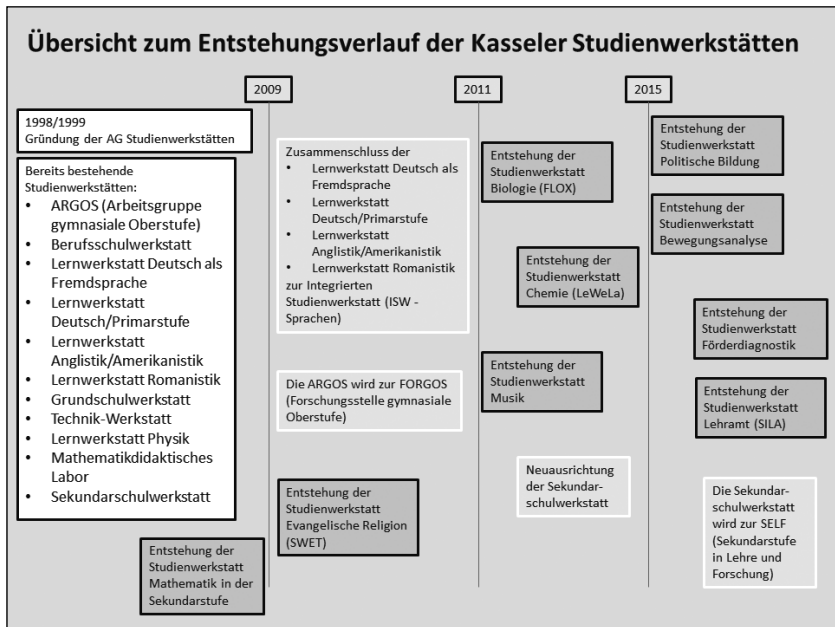 Übersicht zum Entstehungsverlauf der Kasseler Studienwerkstätten
2009
2011
2015
1998/1999
Gründung der AG Studienwerkstätten
Bereits bestehende
Studienwerkstätten:
• ARGOS (Arbeitsgruppe
gymnasiale Oberstufe)
• Berufsschulwerkstatt
• Lernwerkstatt Deutsch als
Fremdsprache
• Lernwerkstatt
Deutsch/Primarstufe
• Lernwerkstatt
Anglistik/Amerikanistik
• Lernwerkstatt Romanistik
• Grundschulwerkstatt
• Technik-Werkstatt
• Lernwerkstatt Physik
• Mathematikdidaktisches
Labor
• Sekundarschulwerkstatt
Entstehung der
Studienwerkstatt
Mathematik in der
Sekundarstufe
Zusammenschluss der
• Lernwerkstatt Deutsch als
Fremdsprache
• Lernwerkstatt
Deutsch/Primarstufe
• Lernwerkstatt
Anglistik/Amerikanistik
• Lernwerkstatt Romanistik
zur Integrierten
Studienwerkstatt (ISW -
Sprachen)
Die ARGOS wird zur FORGOS
(Forschungsstelle gymnasiale
Oberstufe)
Entstehung der
Studienwerkstatt
Evangelische Religion
(SWET)
Entstehung der
Studienwerkstatt
Biologie (FLOX)
Entstehung der
Studienwerkstatt
Chemie (LeWeLa)
Entstehung der
Studienwerkstatt
Musik
Neuausrichtung
der Sekundar-
schulwerkstatt
Entstehung der
Studienwerkstatt
Politische Bildung
Entstehung der
Studienwerkstatt
Bewegungsanalyse
Entstehung der
Studienwerkstatt
Förderdiagnostik
Entstehung der
Studienwerkstatt
Lehramt (SILA)
Die Sekundar-
schulwerkstatt
wird zur SELF
(Sekundarstufe
in Lehre und
Forschung)